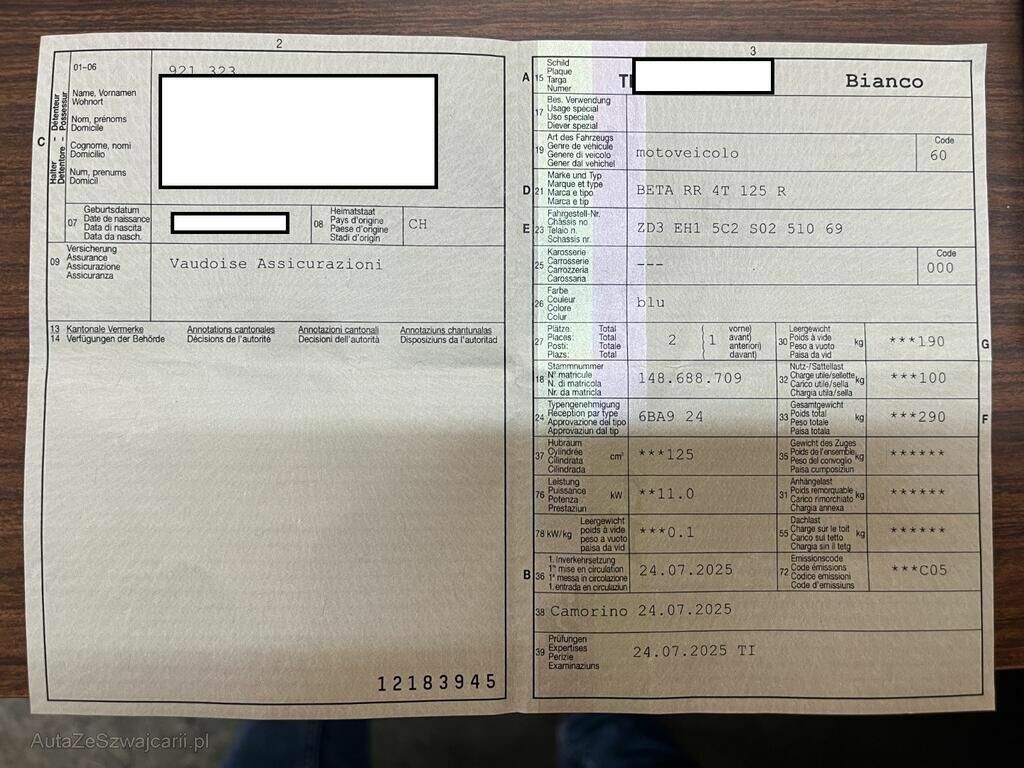 2
01-06
921 323
Name, Vornamen
Wohnort
Nom, prénoms
Domicile
Cognome, nomi
Domicilio
Num, prenums
Domicil
C
Halter - Détenteur
Detentore - Possessur
07
Geburtsdatum
Date de naissance
Data di nascita
Data da nasch.
08
Heimatstaat
Pays d'origine
Paese d'origine
Stadi d'origin
CH
09
Versicherung
Assurance
Assicurazione
Assicuranza
Vaudoise Assicurazioni
13 Kantonale Vermerke Annotations cantonales Annotazioni cantonali Annotaziuns chantunalas
14 Verfügungen der Behörde Décisions de l'autorité Decisioni dell'autorità Disposiziuns da l'autoritad
12183945
3
A 15
Schild
Plaque
Targa
Numer
Bianco
17
Bes. Verwendung
Usage spécial
Uso speciale
Diever spezial
19
Art des Fahrzeugs
Genre de véhicule
Genere di veicolo
Gener dal vehichel
motoveicolo
Code
60
D 21
Marke und Typ
Marque et type
Marca e tipo
Marca e tip
BETA RR 4T 125 R
E 23
Fahrgestell-Nr.
Châssis no
Telaio n.
Schassis nr.
ZD3 EH1 5C2 S02 510 69
25
Karosserie
Carrosserie
Carrozzeria
Carossaria
---
Code
000
26
Farbe
Couleur
Colore
Colur
blu
27
Plätze: Total
Places: Total
Posti: Totale
Plazs: Total
2
1
vorne)
avant)
anteriori)
davant)
30
Leergewicht
Poids à vide
Peso a vuoto
Paisa da vid
kg
***190
G
18
Stammnummer
N° matricule
N. di matricola
Nr. da matricla
148.688.709
32
Nutz-/Sattellast
Charge utile/sellette
Carico utile/sella
Chargia utila/sella
kg
***100
24
Typengenehmigung
Réception par type
Approvazione del tipo
Approvaziun dal tip
6BA9 24
33
Gesamtgewicht
Poids total
Peso totale
Paisa totala
kg
***290
F
37
Hubraum
Cylindrée
Cilindrata
Cilindrada
cm³
***125
35
Gewicht des Zuges
Poids de l'ensemble
Peso del convoglio
Paisa cumposiziun
kg
******
76
Leistung
Puissance
Potenza
Prestaziun
kW
**11.0
31
Anhängelast
Poids remorquable
Carico rimorchiato
Chargia annexa
kg
******
78 kW/kg
Leergewicht
poids à vide
peso a vuoto
paisa da vid
***0.1
55
Dachlast
Charge sur le toit
Carico sul tetto
Chargia sin il tetg
kg
******
B 36
1. Inverkehrsetzung
1re mise en circulation
1a messa in circolazione
1. entrada en circulaziun
24.07.2025
72
Emissionscode
Code émissions
Codice emissioni
Code d'emissiuns
***C05
38 Camorino 24.07.2025
39
Prüfungen
Expertises
Perizie
Examinaziuns
24.07.2025 TI
AutaZeSzwajcarii.pl